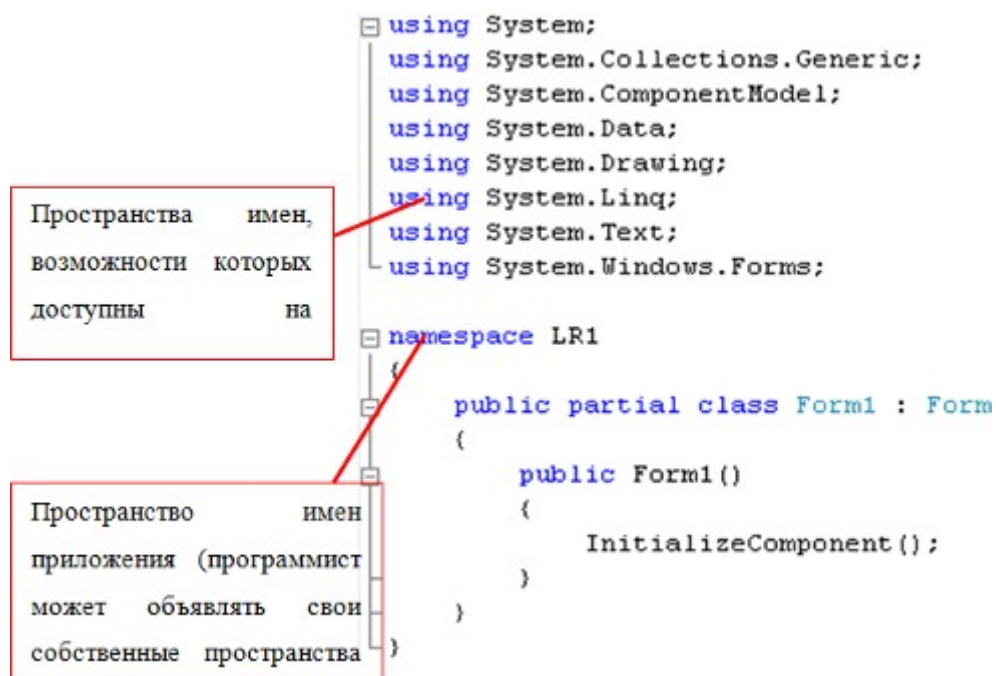 using System;
using System.Collections.Generic;
using System.ComponentModel;
using System.Data;
using System.Drawing;
using System.Linq;
using System.Text;
using System.Windows.Forms;
Пространства имен,
возможности которых
доступны на
namespace LR1
{
public partial class Form1 : Form
{
public Form1()
{
InitializeComponent();
}
}
}
Пространство имен
приложения (программист
может объявлять свои
собственные пространства